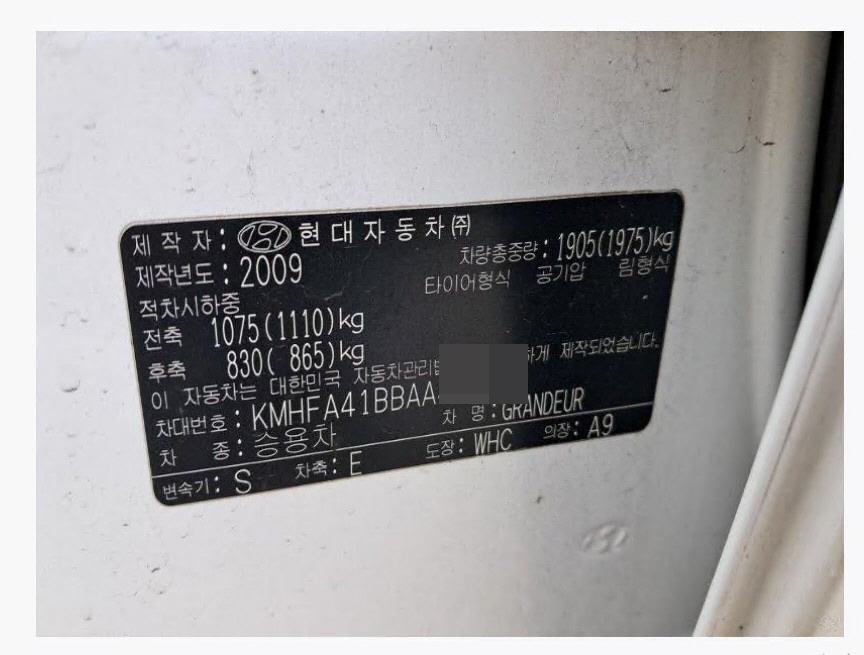 제 작 자 : 현대자동차㈜
제작년도 : 2009 차량총중량 : 1905(1975)kg
적차시하중 타이어형식 공기압 림형식
전축 1075(1110)kg
후축 830( 865)kg
이 자동차는 대한민국 자동차관리법 하게 제작되었습니다.
차대번호 : KMHFA41BBAA
차 종 : 승용차 차 명 : GRANDEUR
변속기 : S 차축 : E 도장 : WHC 의장 : A9